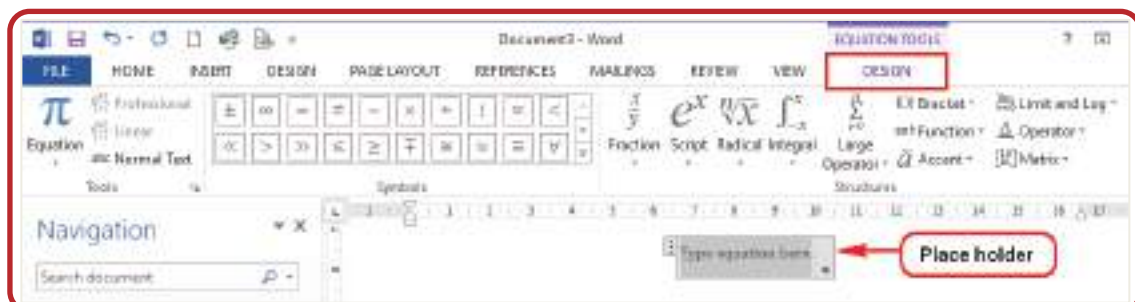 Document3 - Word
EQUATION TOOLS
?
FILE HOME INSERT DESIGN PAGE LAYOUT REFERENCES MAILINGS REVIEW VIEW DESIGN
π Professional
Linear
abc Normal Text
Equation
± ∞ = ≠ ~ × ÷ ! ∝ <
≪ > ≫ ≤ ≥ ∓ ≅ ≈ ≡ ∀
Fraction Script Radical Integral Large Operator
Bracket
Function
Accent
Limit and Log
Operator
Matrix
Tools Symbols Structures
Navigation
Search document
Type equation here.
Place holder